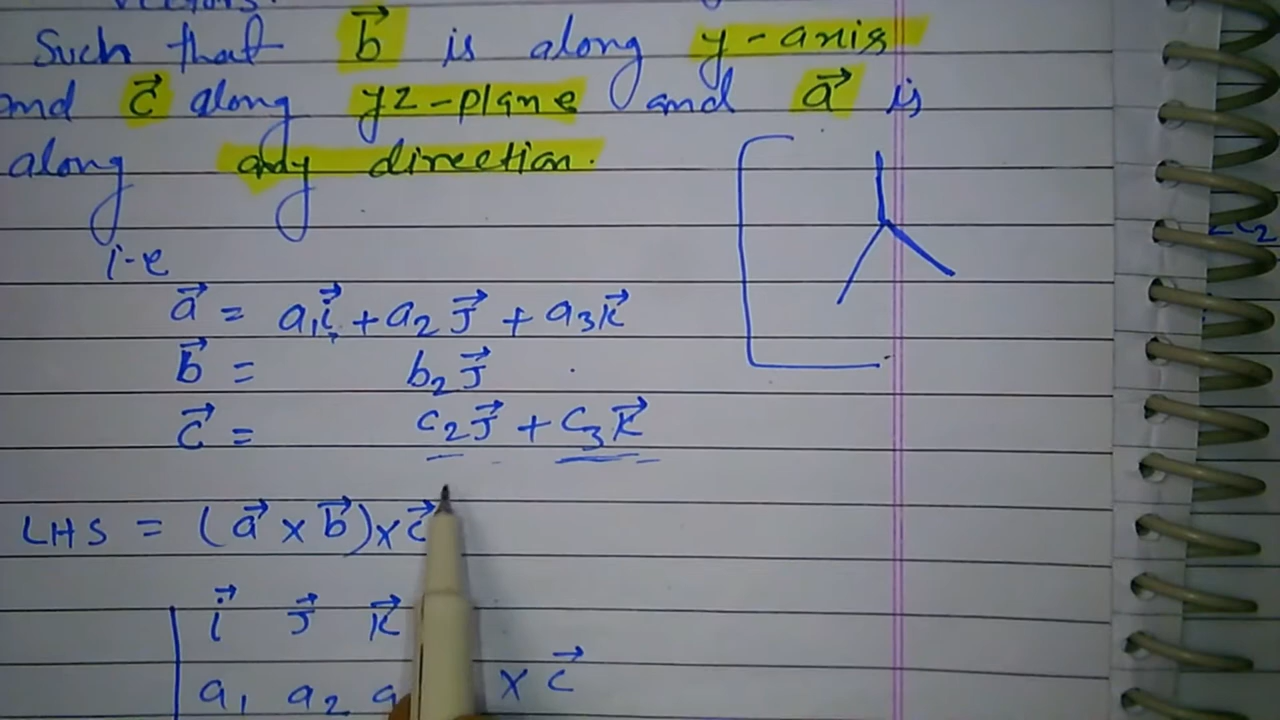 vectors.
Such that b⃗ is along y-axis
and c⃗ along yz-plane and a⃗ is
along any direction.
i-e
a⃗ = a₁i⃗ + a₂j⃗ + a₃k⃗
b⃗ = b₂j⃗
c⃗ = c₂j⃗ + c₃k⃗
LHS = (a⃗ × b⃗) × c⃗
i⃗ j⃗ k⃗
a₁ a₂ a × c⃗